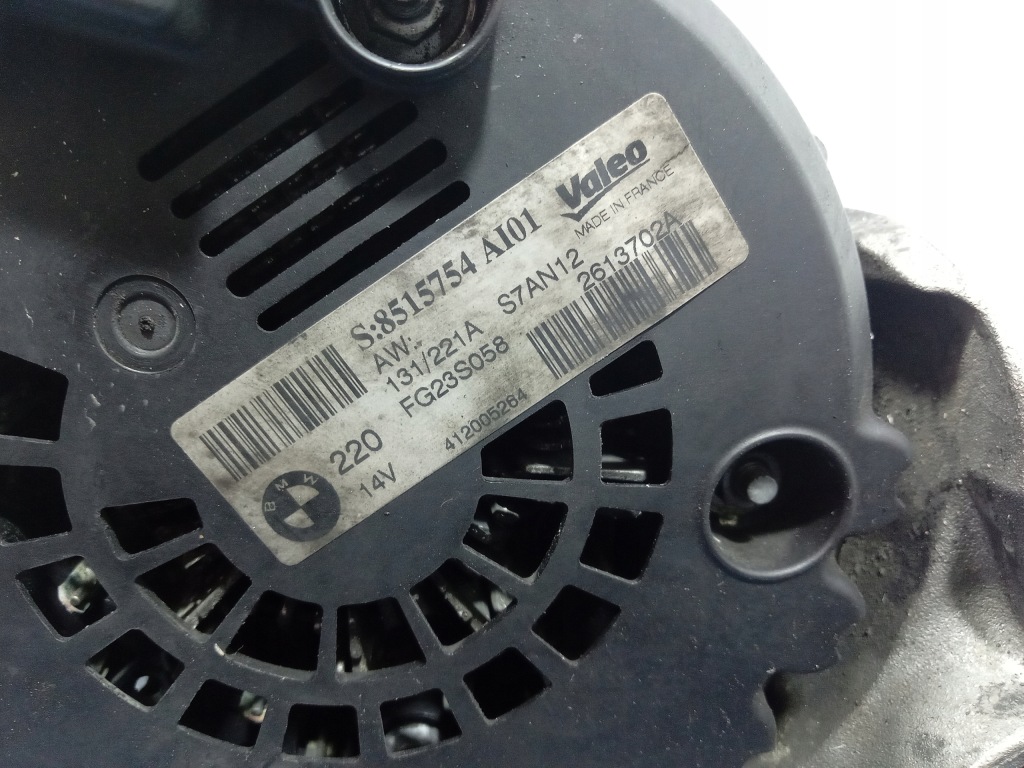 Valeo
MADE IN FRANCE
S:8515754 AI01
AW:-
131/221A S7AN12
FG23S058 2613702A
220
14V 412005264
BMW